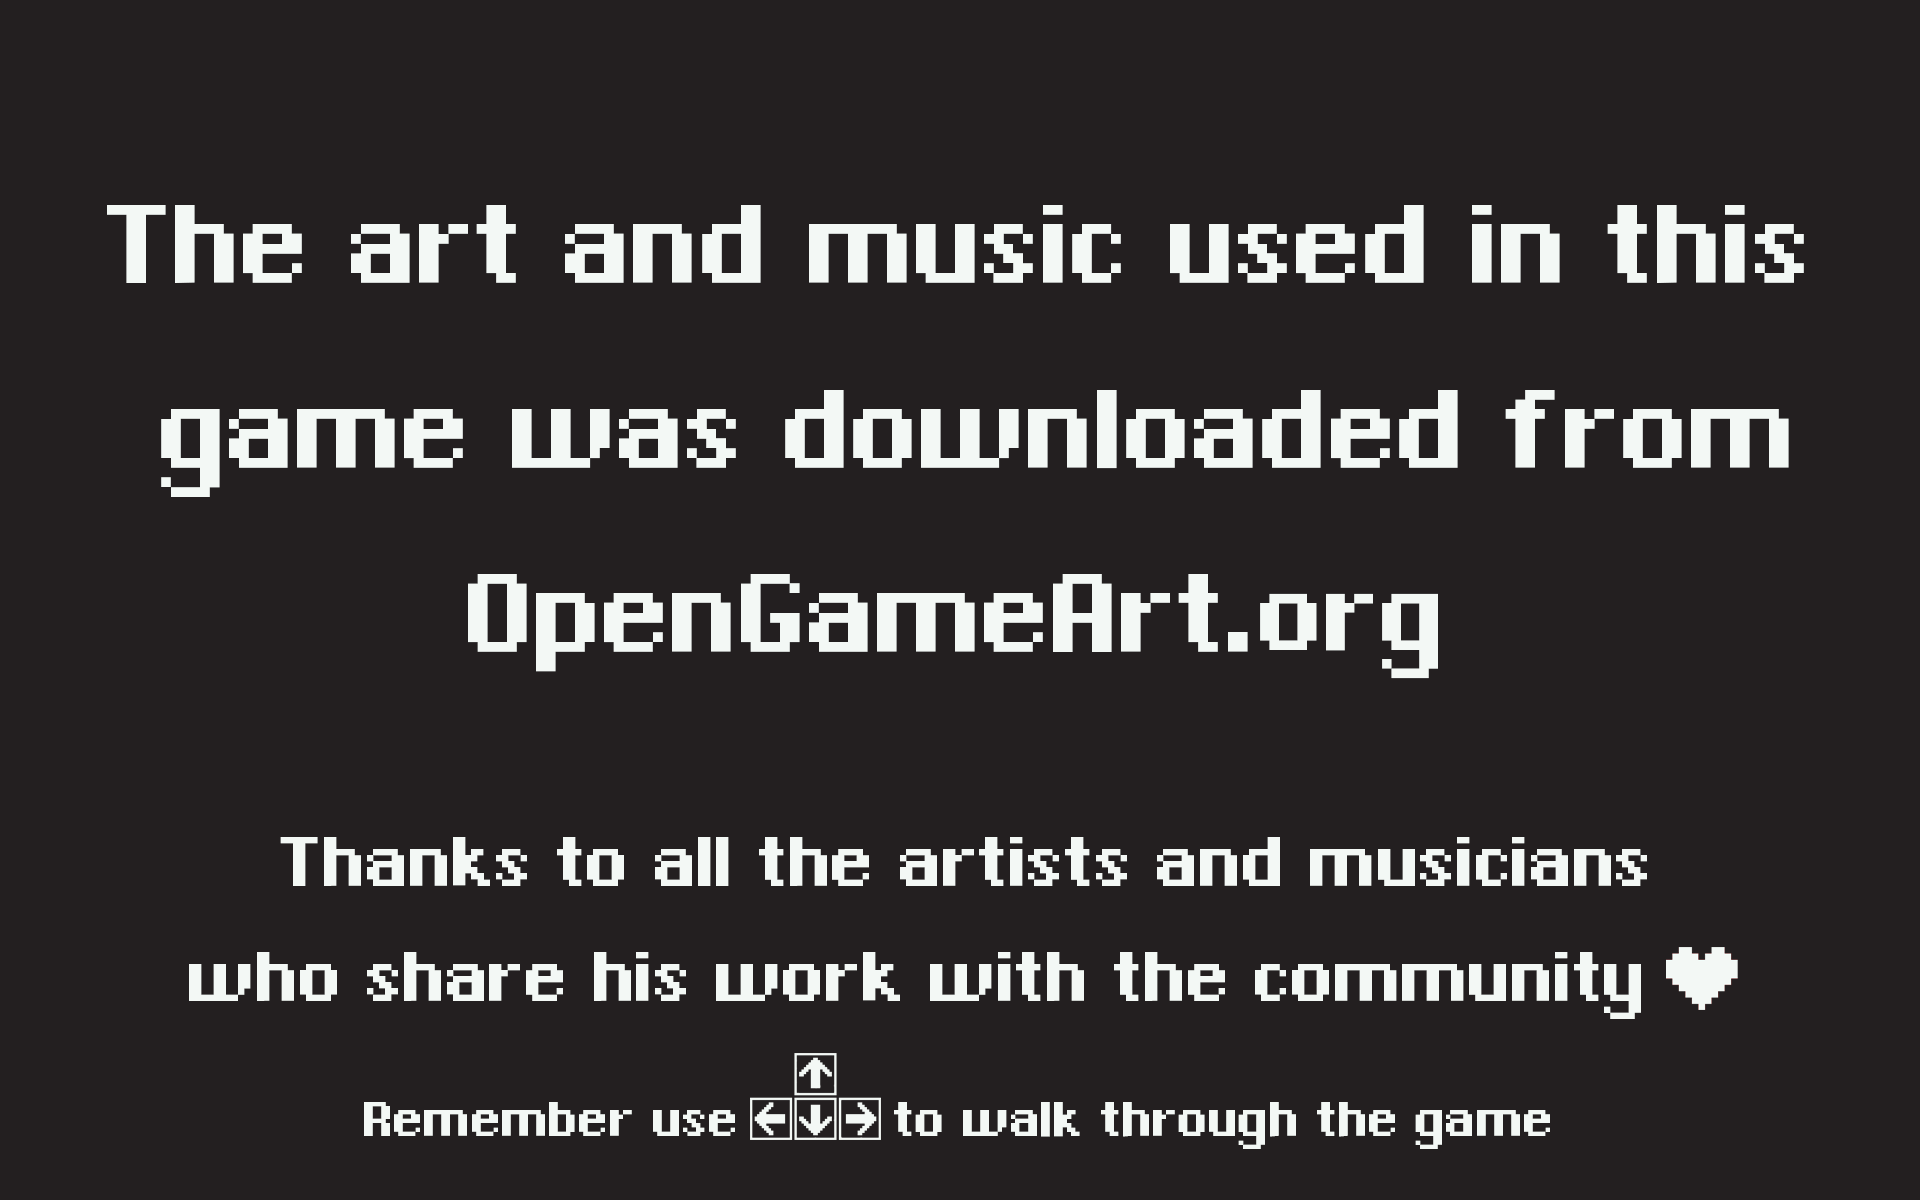 The art and music used in this
game was downloaded from
OpenGameArt.org
Thanks to all the artists and musicians
who share his work with the community ♥
Remember use ↑←↓→ to walk through the game